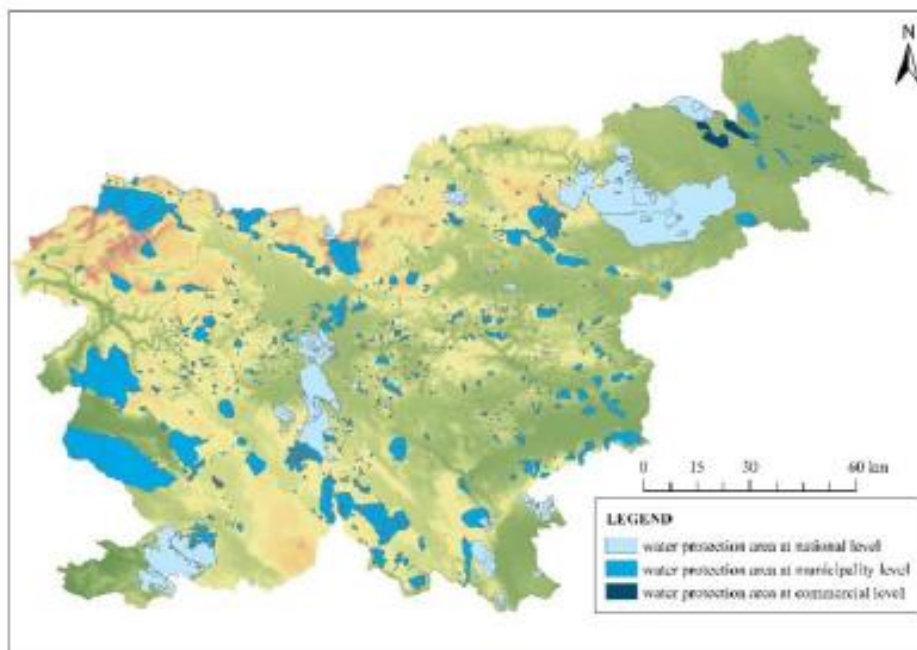 N
0 15 30 60 km
LEGEND
water protection area at national level
water protection area at municipality level
water protection area at commercial level